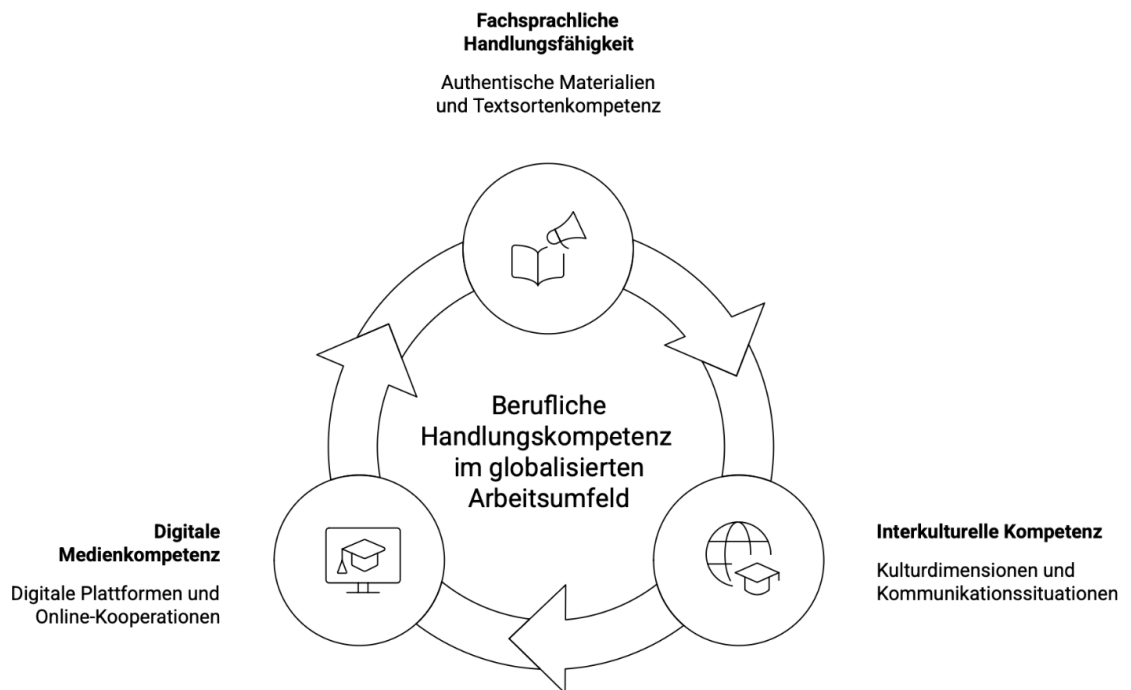 Fachsprachliche
Handlungsfähigkeit
Authentische Materialien
und Textsortenkompetenz
Berufliche
Handlungskompetenz
im globalisierten
Arbeitsumfeld
Digitale
Medienkompetenz
Digitale Plattformen und
Online-Kooperationen
Interkulturelle Kompetenz
Kulturdimensionen und
Kommunikationssituationen